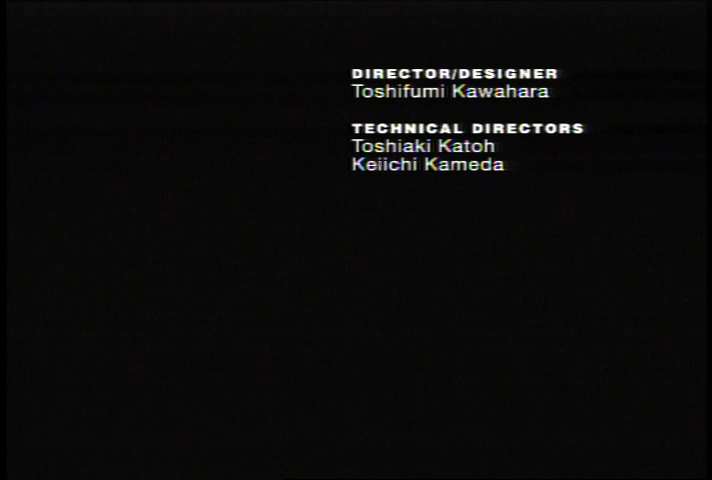 DIRECTOR/DESIGNER
Toshifumi Kawahara
TECHNICAL DIRECTORS
Toshiaki Katoh
Keiichi Kameda